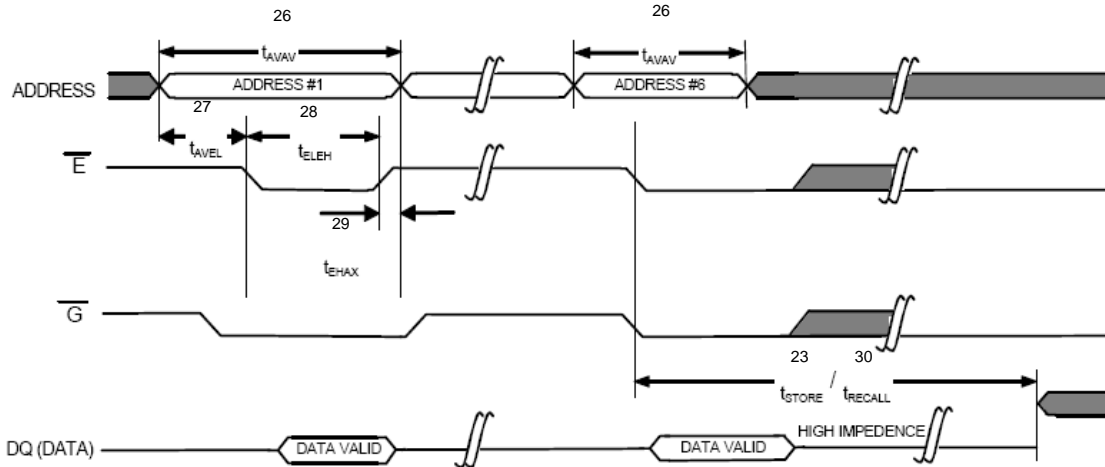 26 26
tAVAV tAVAV
ADDRESS ADDRESS #1 ADDRESS #6
27 28
tAVEL tELEH
E
29
tEHAX
G
23 30
tSTORE / tRECALL
DQ (DATA) DATA VALID DATA VALID HIGH IMPEDENCE